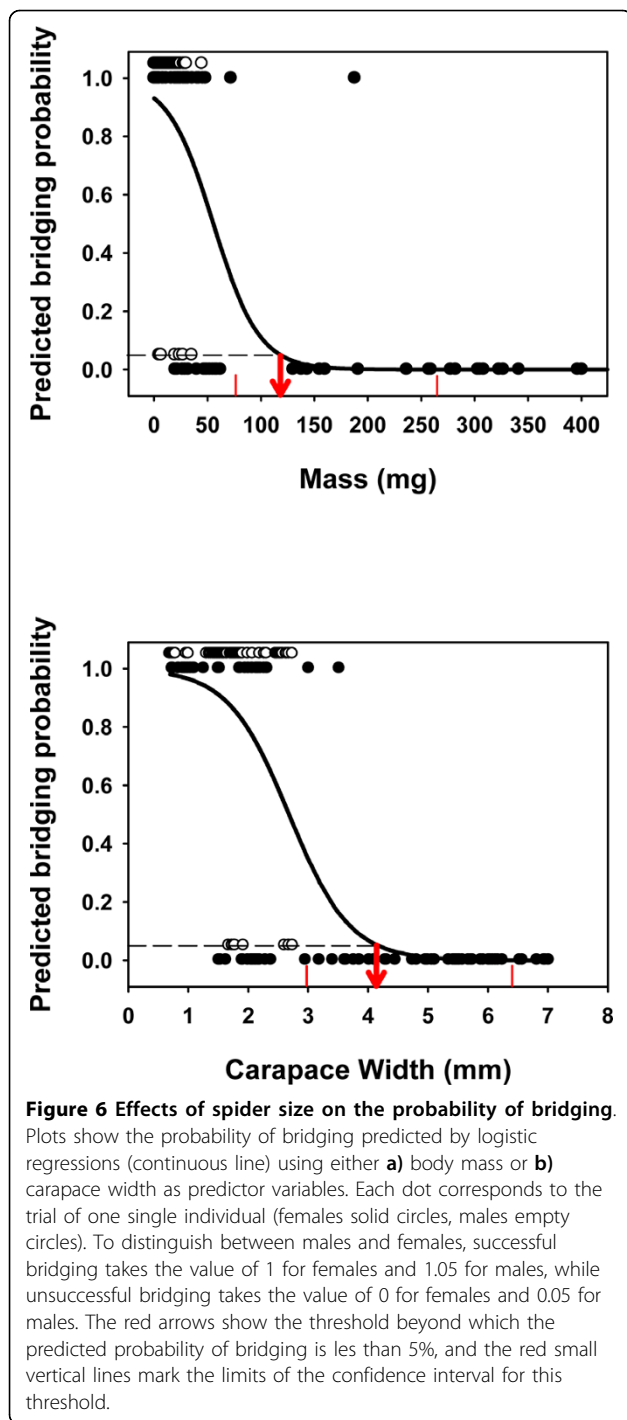 Predicted bridging probability
1.0
0.8
0.6
0.4
0.2
0.0
0 50 100 150 200 250 300 350 400
Mass (mg)
Predicted bridging probability
1.0
0.8
0.6
0.4
0.2
0.0
0 1 2 3 4 5 6 7 8
Carapace Width (mm)
Figure 6 Effects of spider size on the probability of bridging.
Plots show the probability of bridging predicted by logistic
regressions (continuous line) using either a) body mass or b)
carapace width as predictor variables. Each dot corresponds to the
trial of one single individual (females solid circles, males empty
circles). To distinguish between males and females, successful
bridging takes the value of 1 for females and 1.05 for males, while
unsuccessful bridging takes the value of 0 for females and 0.05 for
males. The red arrows show the threshold beyond which the
predicted probability of bridging is less than 5%, and the red small
vertical lines mark the limits of the confidence interval for this
threshold.